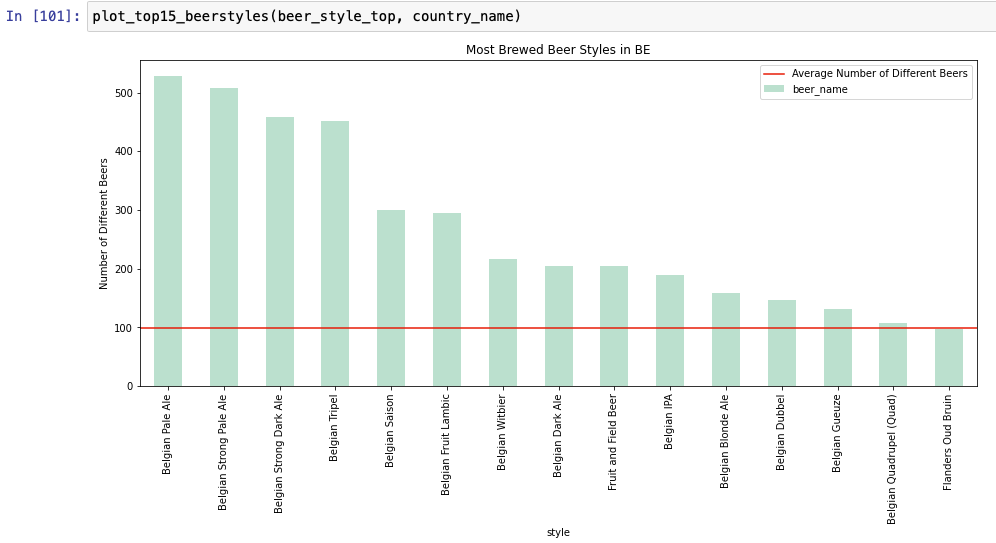 In [101]: plot_top15_beerstyles(beer_style_top, country_name)
Most Brewed Beer Styles in BE
Average Number of Different Beers
beer_name
Number of Different Beers
500
400
300
200
100
0
Belgian Pale Ale
Belgian Strong Pale Ale
Belgian Strong Dark Ale
Belgian Tripel
Belgian Saison
Belgian Fruit Lambic
Belgian Witbier
Belgian Dark Ale
Fruit and Field Beer
Belgian IPA
Belgian Blonde Ale
Belgian Dubbel
Belgian Gueuze
Belgian Quadrupel (Quad)
Flanders Oud Bruin
style